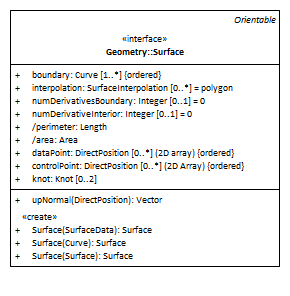 Orientable
«interface»
Geometry::Surface
+ boundary: Curve [1..*] {ordered}
+ interpolation: SurfaceInterpolation [0..*] = polygon
+ numDerivativesBoundary: Integer [0..1] = 0
+ numDerivativeInterior: Integer [0..1] = 0
+ /perimeter: Length
+ /area: Area
+ dataPoint: DirectPosition [0..*] (2D array) {ordered}
+ controlPoint: DirectPosition [0..*] (2D Array) {ordered}
+ knot: Knot [0..2]
+ upNormal(DirectPosition): Vector
«create»
+ Surface(SurfaceData): Surface
+ Surface(Curve): Surface
+ Surface(Surface): Surface